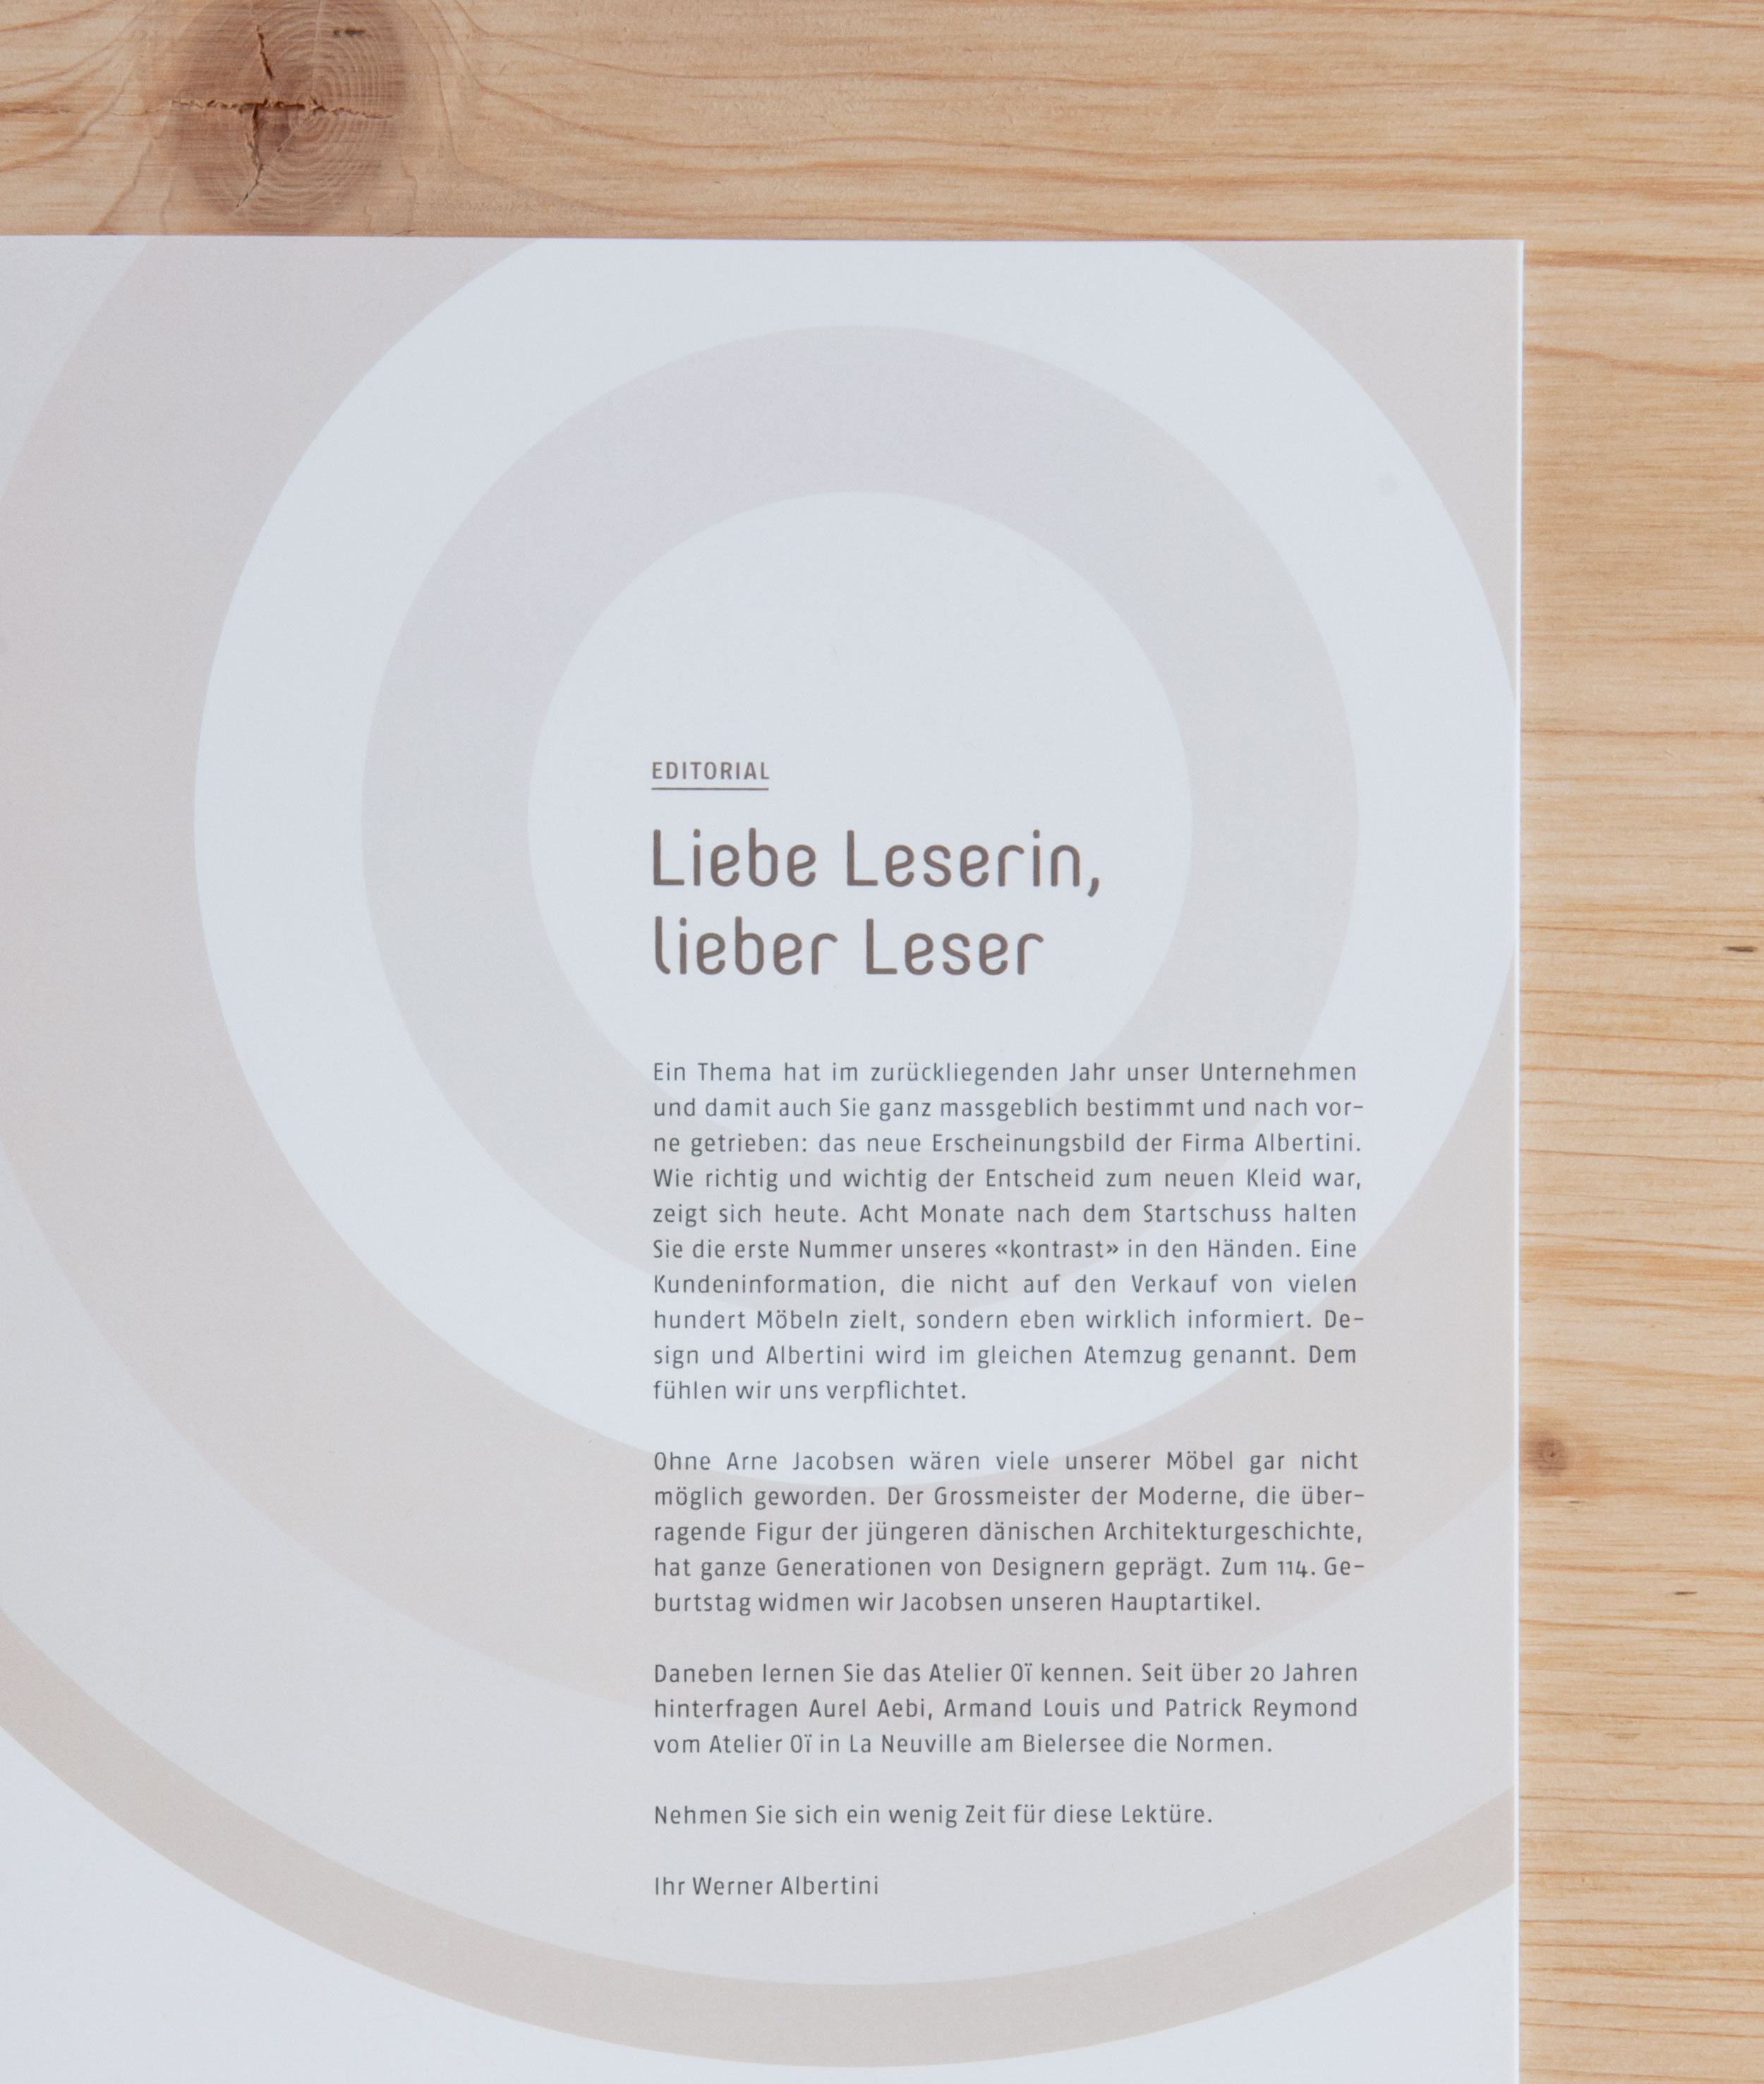 EDITORIAL
Liebe Leserin,
lieber Leser
Ein Thema hat im zurückliegenden Jahr unser Unternehmen
und damit auch Sie ganz massgeblich bestimmt und nach vor-
ne getrieben: das neue Erscheinungsbild der Firma Albertini.
Wie richtig und wichtig der Entscheid zum neuen Kleid war,
zeigt sich heute. Acht Monate nach dem Startschuss halten
Sie die erste Nummer unseres «kontrast» in den Händen. Eine
Kundeninformation, die nicht auf den Verkauf von vielen
hundert Möbeln zielt, sondern eben wirklich informiert. De-
sign und Albertini wird im gleichen Atemzug genannt. Dem
fühlen wir uns verpflichtet.
Ohne Arne Jacobsen wären viele unserer Möbel gar nicht
möglich geworden. Der Grossmeister der Moderne, die über-
ragende Figur der jüngeren dänischen Architekturgeschichte,
hat ganze Generationen von Designern geprägt. Zum 114. Ge-
burtstag widmen wir Jacobsen unseren Hauptartikel.
Daneben lernen Sie das Atelier Oï kennen. Seit über 20 Jahren
hinterfragen Aurel Aebi, Armand Louis und Patrick Reymond
vom Atelier Oï in La Neuville am Bielersee die Normen.
Nehmen Sie sich ein wenig Zeit für diese Lektüre.
Ihr Werner Albertini